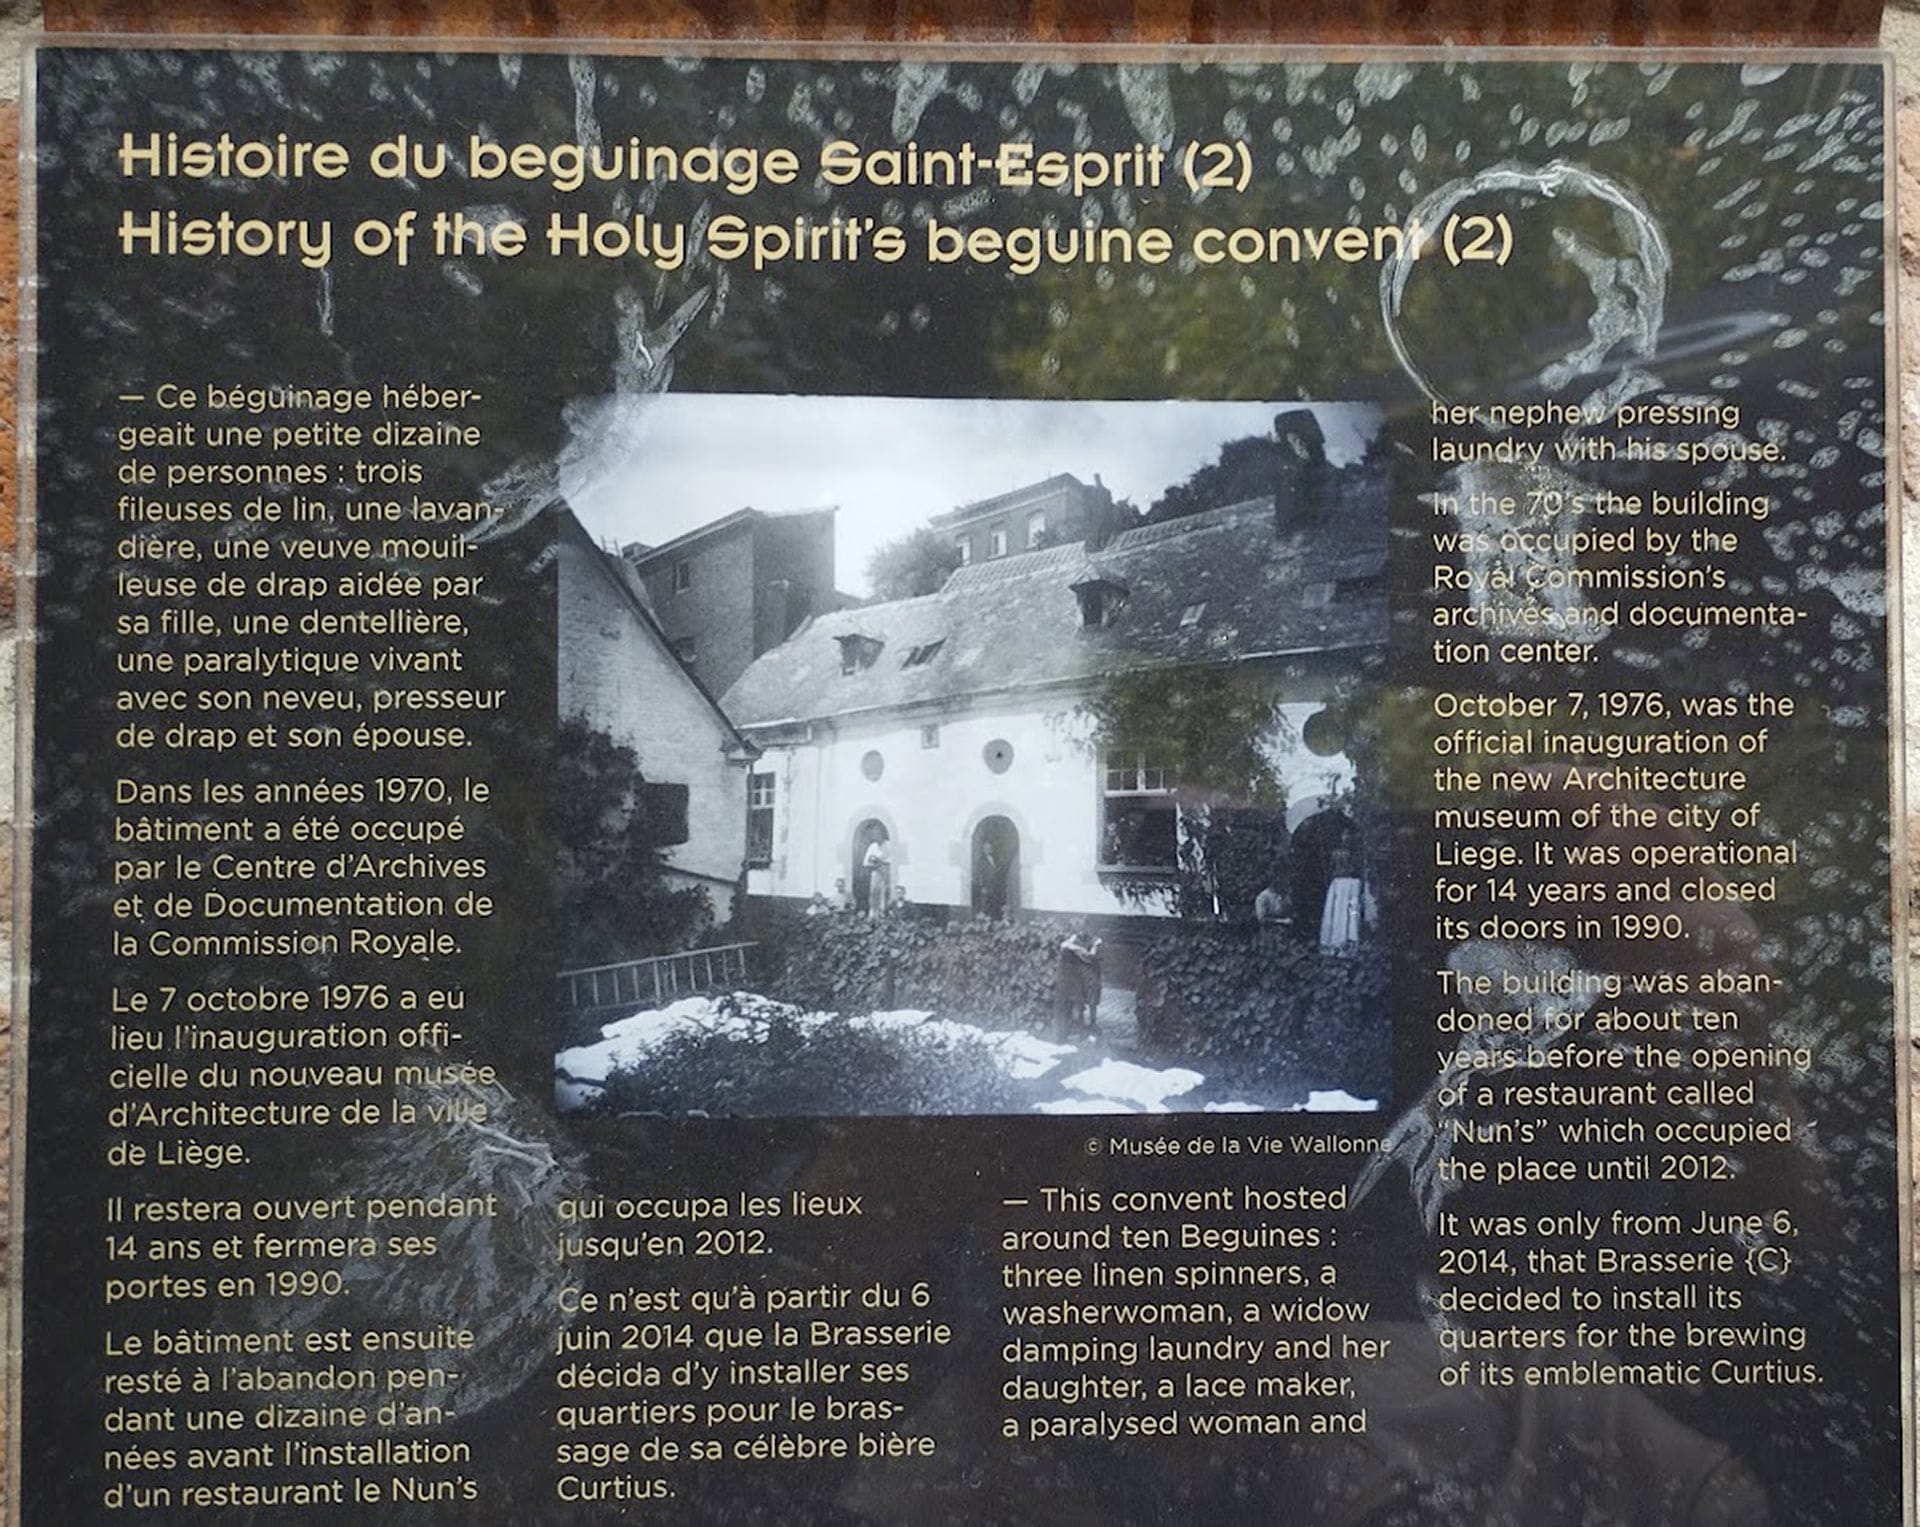 Histoire du beguinage Saint-Esprit (2)
History of the Holy Spirit's beguine convent (2)
— Ce béguinage héber-
geait une petite dizaine
de personnes : trois
fileuses de lin, une lavan-
dière, une veuve mouil-
leuse de drap aidée par
sa fille, une dentellière,
une paralytique vivant
avec son neveu, presseur
de drap et son épouse.
Dans les années 1970, le
bâtiment a été occupé
par le Centre d'Archives
et de Documentation de
la Commission Royale.
Le 7 octobre 1976 a eu
lieu l'inauguration offi-
cielle du nouveau musée
d'Architecture de la ville
de Liège.
Il restera ouvert pendant
14 ans et fermera ses
portes en 1990.
Le bâtiment est ensuite
resté à l'abandon pen-
dant une dizaine d'an-
nées avant l'installation
d'un restaurant le Nun's
qui occupa les lieux
jusqu'en 2012.
Ce n'est qu'à partir du 6
juin 2014 que la Brasserie
décida d'y installer ses
quartiers pour le bras-
sage de sa célèbre bière
Curtius.
© Musée de la Vie Wallonne
— This convent hosted
around ten Beguines :
three linen spinners, a
washerwoman, a widow
damping laundry and her
daughter, a lace maker,
a paralysed woman and
her nephew pressing
laundry with his spouse.
In the 70's the building
was occupied by the
Royal Commission's
archives and documenta-
tion center.
October 7, 1976, was the
official inauguration of
the new Architecture
museum of the city of
Liege. It was operational
for 14 years and closed
its doors in 1990.
The building was aban-
doned for about ten
years before the opening
of a restaurant called
"Nun's" which occupied
the place until 2012.
It was only from June 6,
2014, that Brasserie {C}
decided to install its
quarters for the brewing
of its emblematic Curtius.